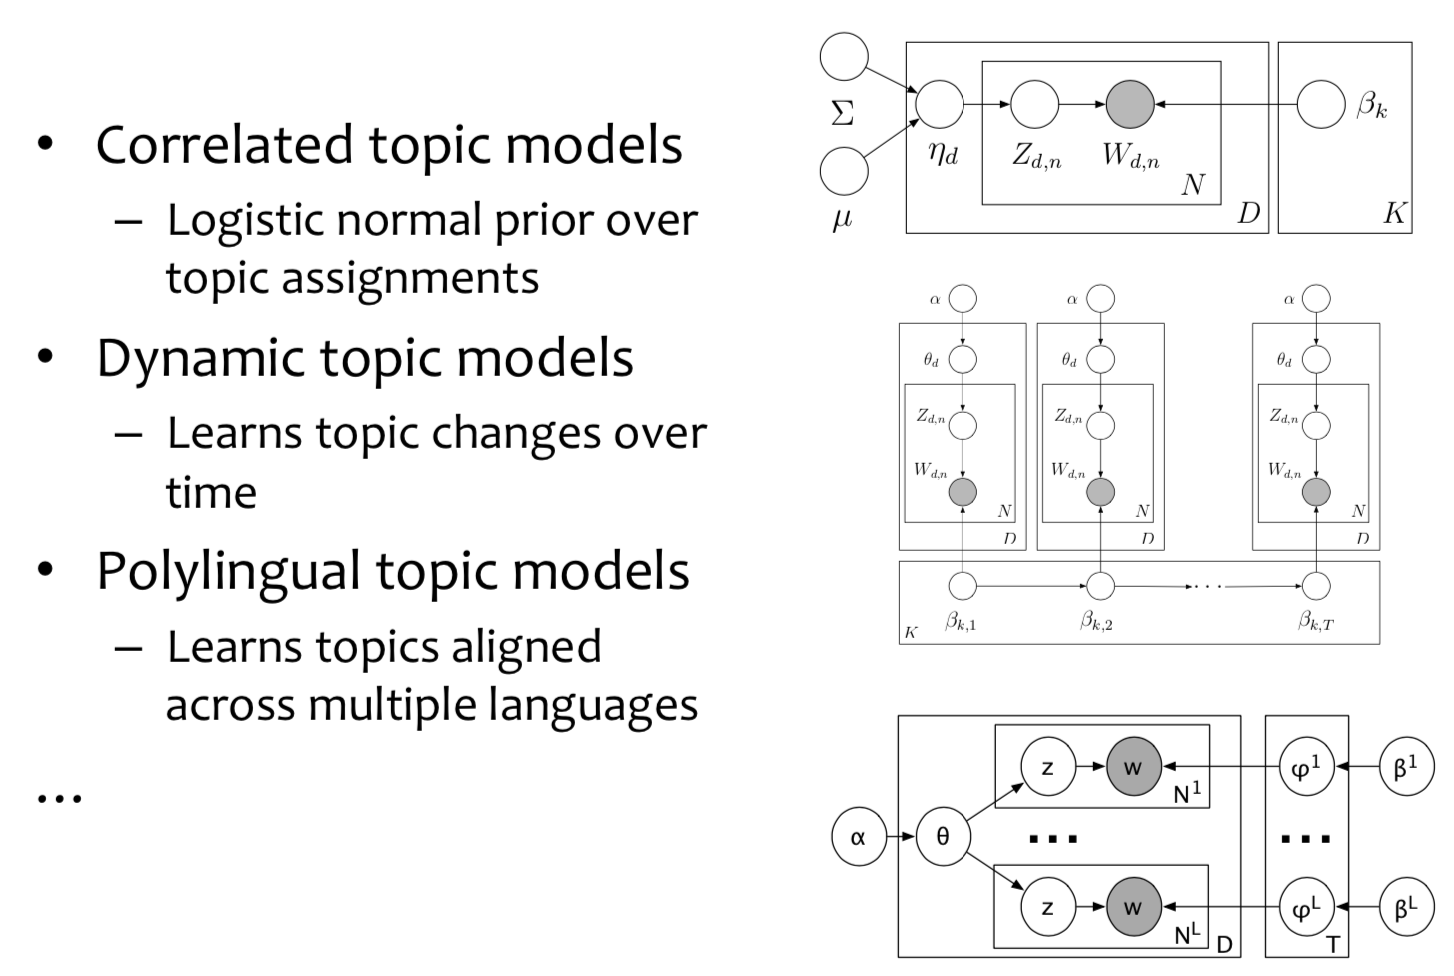 • Correlated topic models
– Logistic normal prior over
topic assignments
• Dynamic topic models
– Learns topic changes over
time
• Polylingual topic models
– Learns topics aligned
across multiple languages
...
Σ
μ
η_d
Z_{d,n}
W_{d,n}
N
D
β_k
K
α
θ_d
Z_{d,n}
W_{d,n}
N
D
α
θ_d
Z_{d,n}
W_{d,n}
N
D
α
θ_d
Z_{d,n}
W_{d,n}
N
D
K
β_{k,1}
β_{k,2}
...
β_{k,T}
α
θ
z
w
N¹
...
z
w
N^L
D
φ¹
...
φ^L
T
β¹
β^L